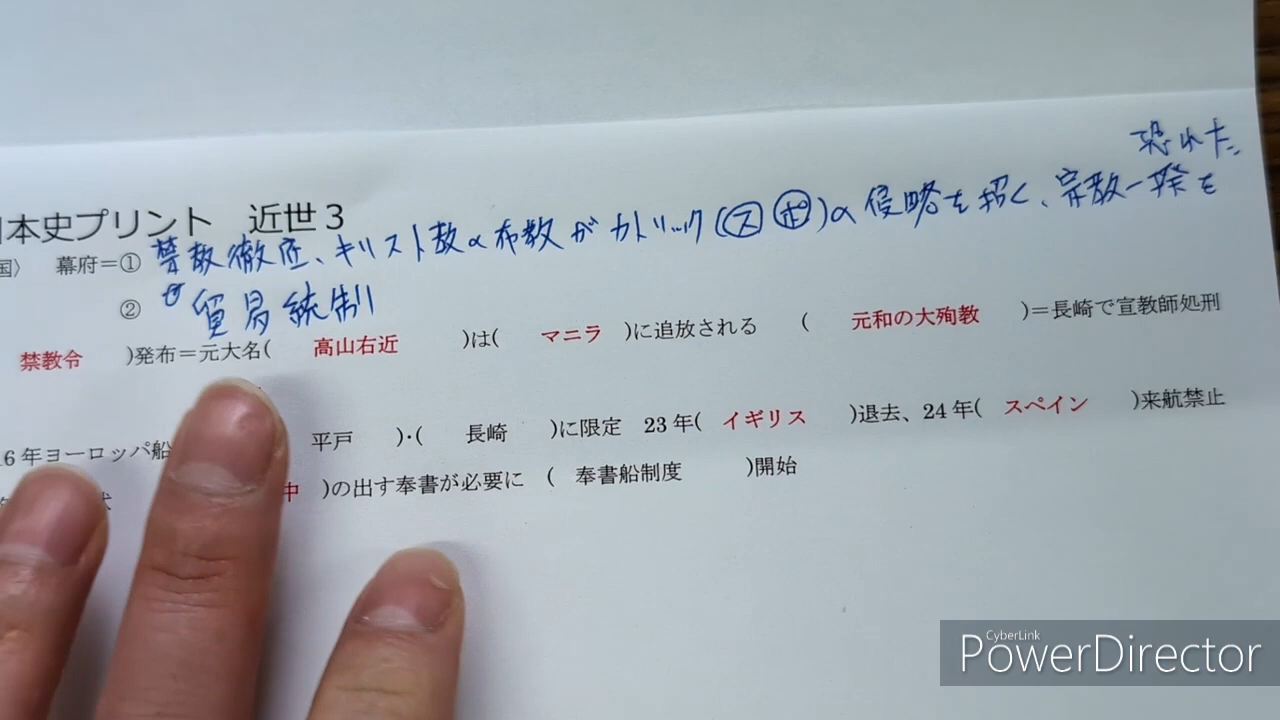 恐れた。
本史プリント 近世3
国〉 幕府=① 禁教徹底、キリスト教の布教がカトリック(ス ポ)の侵略を招く、宗教一揆を
② 貿易統制
禁教令 )発布=元大名( 高山右近 )は( マニラ )に追放される ( 元和の大殉教 )=長崎で宣教師処刑
16年ヨーロッパ船 平戸 )・( 長崎 )に限定 23年( イギリス )退去、24年( スペイン )来航禁止
中 )の出す奉書が必要に ( 奉書船制度 )開始
CyberLink
PowerDirector